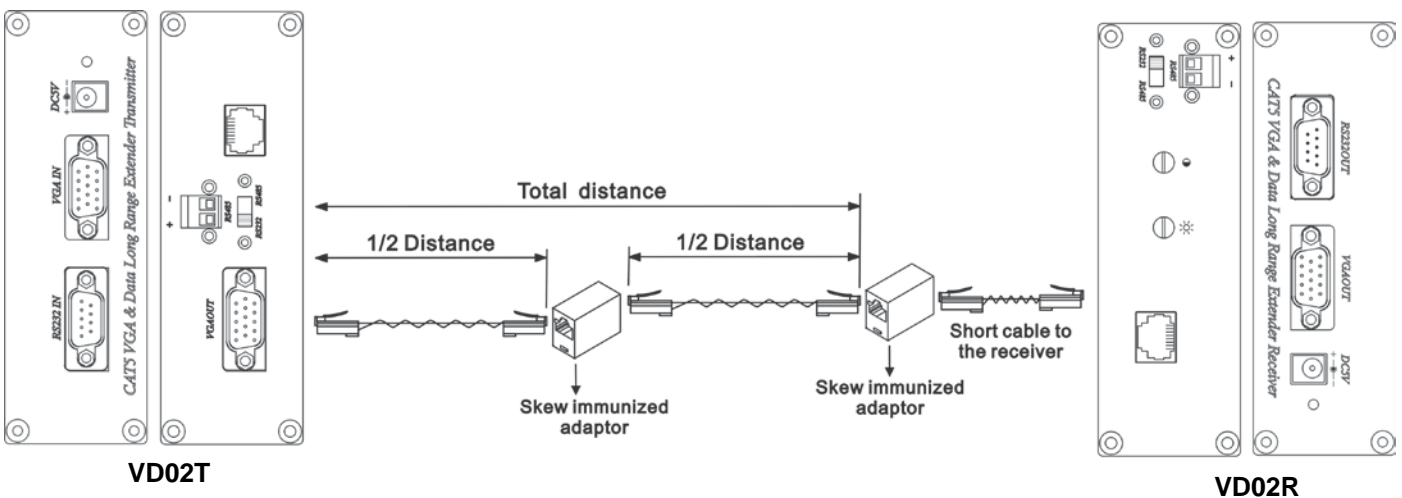 DC5V
- +
VGA IN
RS232 IN
CAT5 VGA & Data Long Range Extender Transmitter
- +
RS485
RS485
RS232
VGAOUT
VD02T
Total distance
1/2 Distance
1/2 Distance
Skew immunized
adaptor
Skew immunized
adaptor
Short cable to
the receiver
RS232
RS485
RS485
+ -
CAT5 VGA & Data Long Range Extender Receiver
RS232OUT
VGAOUT
DC5V
+ -
VD02R